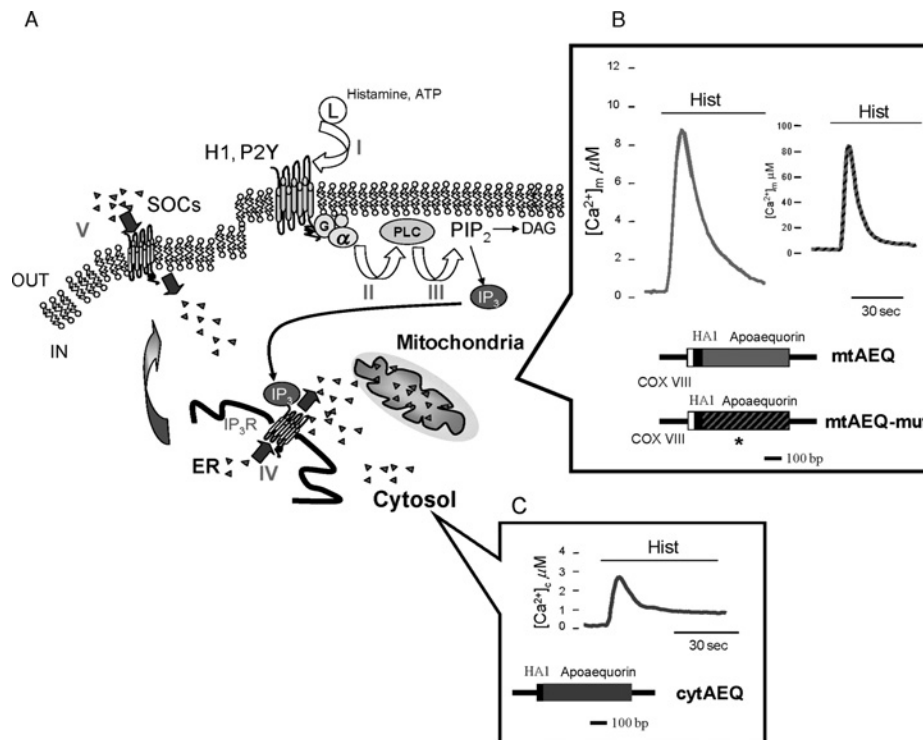 A
Histamine, ATP
L
I
H1, P2Y
SOCs
V
G
α
PLC
PIP2
DAG
OUT
II
III
IP3
IN
Mitochondria
IP3
IP3R
ER
IV
Cytosol
B
12
10
8
6
4
2
0
[Ca2+]m μM
Hist
Hist
100
80
60
40
20
0
[Ca2+]m μM
30 sec
HA1 Apoaequorin
mtAEQ
COX VIII
HA1 Apoaequorin
mtAEQ-mut
COX VIII
*
100 bp
C
4
3
2
1
0
[Ca2+]c μM
Hist
30 sec
HA1 Apoaequorin
cytAEQ
100 bp